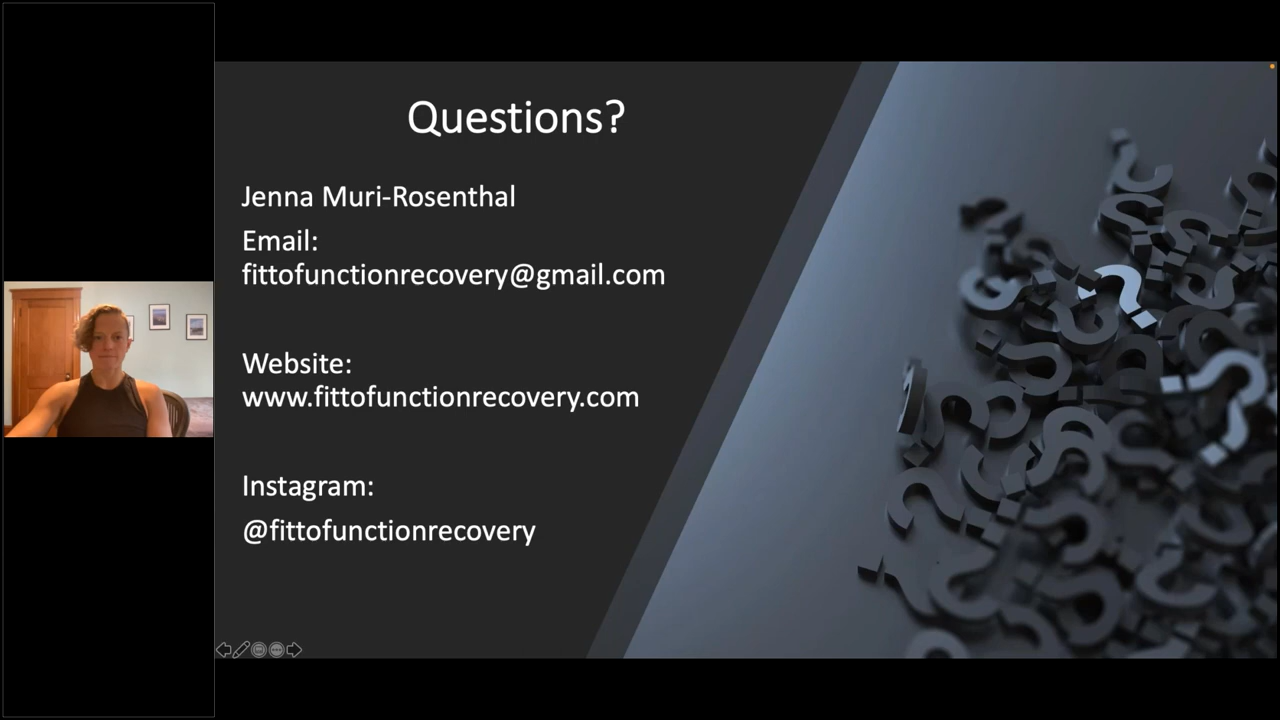 Questions?
Jenna Muri-Rosenthal
Email:
fittofunctionrecovery@gmail.com
Website:
www.fittofunctionrecovery.com
Instagram:
@fittofunctionrecovery